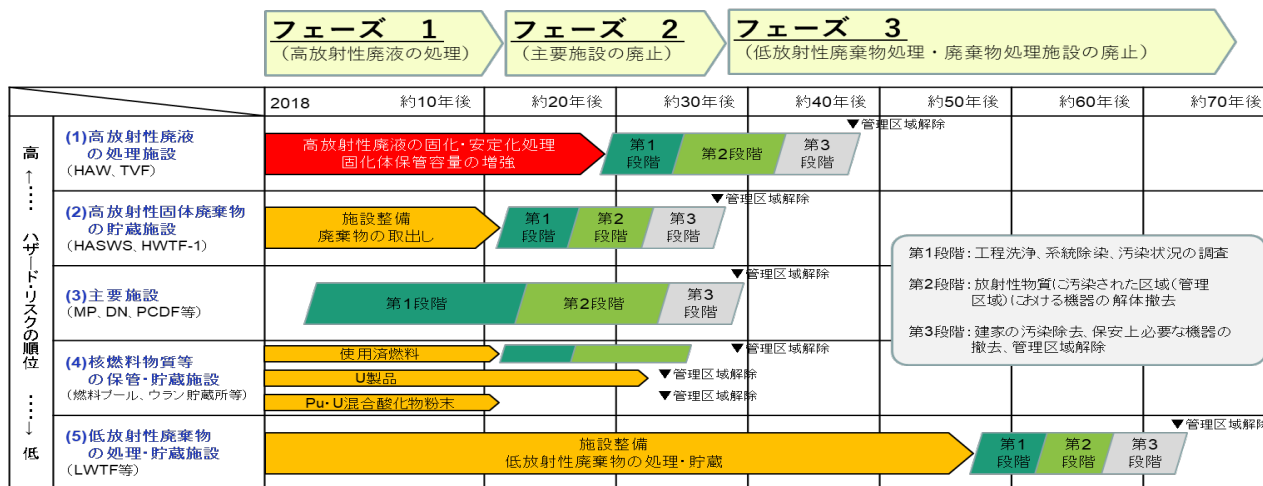 フェーズ 1
(高放射性廃液の処理)
フェーズ 2
(主要施設の廃止)
フェーズ 3
(低放射性廃棄物処理・廃棄物処理施設の廃止)
2018 約10年後 約20年後 約30年後 約40年後 約50年後 約60年後 約70年後
高 ←‥‥ ハザード・リスクの順位 ‥‥→ 低
(1)高放射性廃液
の処理施設
(HAW、TVF)
高放射性廃液の固化・安定化処理
固化体保管容量の増強
第1
段階
第2段階
第3
段階
▼管理区域解除
(2)高放射性固体廃棄物
の貯蔵施設
(HASWS、HWTF-1)
施設整備
廃棄物の取出し
第1
段階
第2
段階
第3
段階
▼管理区域解除
(3)主要施設
(MP、DN、PCDF等)
第1段階
第2段階
第3
段階
▼管理区域解除
(4)核燃料物質等
の保管・貯蔵施設
(燃料プール、ウラン貯蔵所等)
使用済燃料
▼管理区域解除
U製品
▼管理区域解除
Pu・U混合酸化物粉末
▼管理区域解除
(5)低放射性廃棄物
の処理・貯蔵施設
(LWTF等)
施設整備
低放射性廃棄物の処理・貯蔵
第1
段階
第2
段階
第3
段階
▼管理区域解除
第1段階：工程洗浄、系統除染、汚染状況の調査
第2段階：放射性物質に汚染された区域(管理
区域)における機器の解体撤去
第3段階：建家の汚染除去、保安上必要な機器の
撤去、管理区域解除